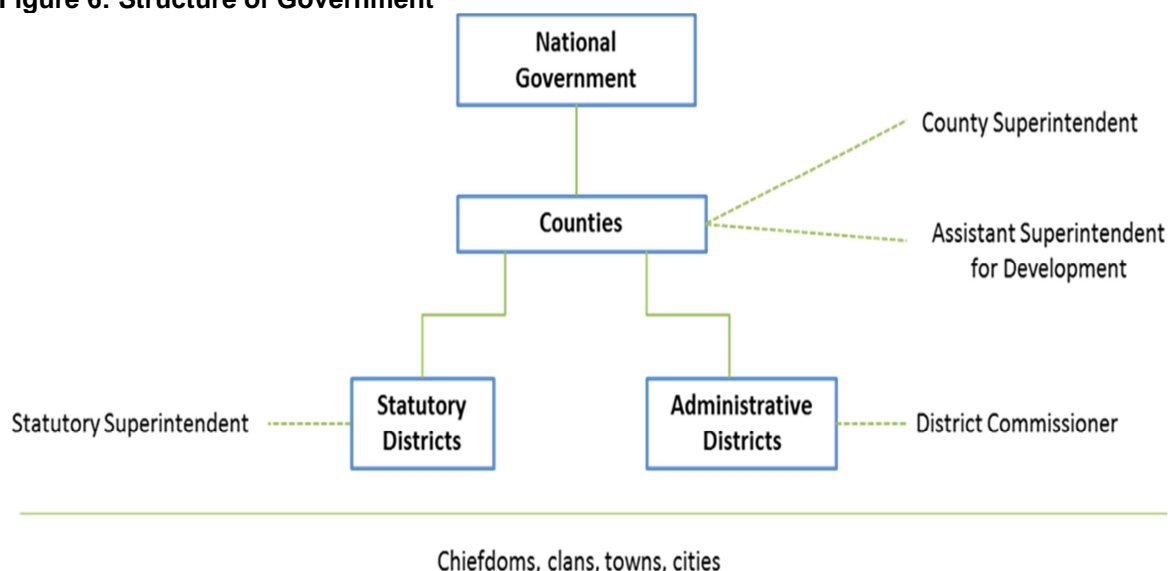 Figure 6: Structure of Government
National
Government
County Superintendent
Counties
Assistant Superintendent
for Development
Statutory Superintendent
Statutory
Districts
Administrative
Districts
District Commissioner
Chiefdoms, clans, towns, cities